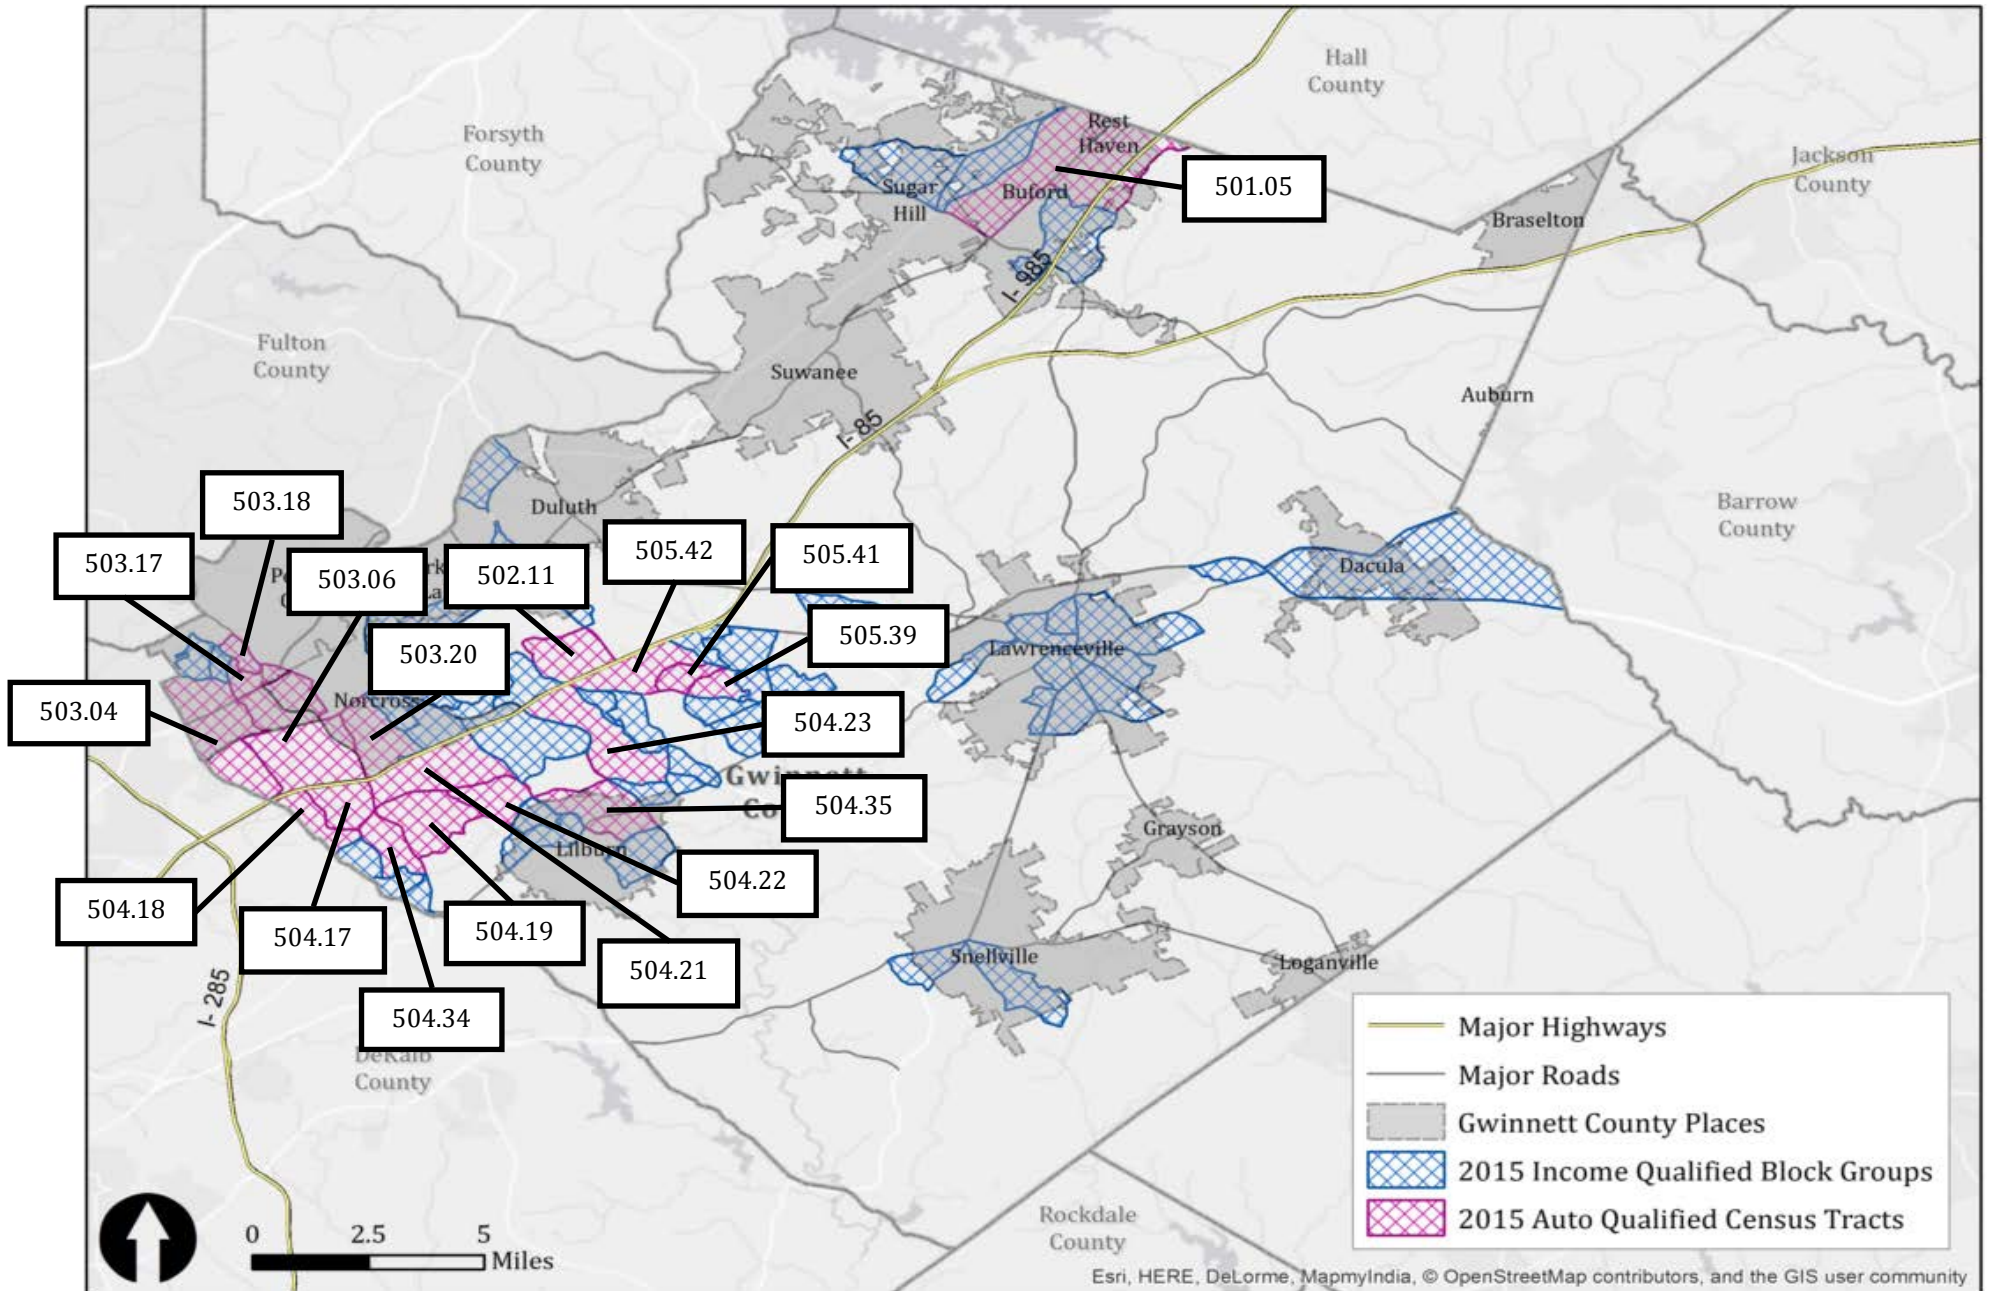 Hall
County
Forsyth
County
Rest
Haven
Jackson
County
501.05
Sugar
Hill
Buford
Braselton
I-985
Fulton
County
Suwanee
Auburn
I-85
503.18
Duluth
Barrow
County
503.17
503.06
502.11
505.42
505.41
Dacula
505.39
503.20
Lawrenceville
Norcross
503.04
504.23
Gwinnett
504.35
Grayson
Lilburn
504.22
504.18
504.17
504.19
504.21
Snellville
Loganville
I-285
504.34
DeKalb
County
Major Highways
Major Roads
Gwinnett County Places
2015 Income Qualified Block Groups
2015 Auto Qualified Census Tracts
Rockdale
County
0 2.5 5
Miles
Esri, HERE, DeLorme, MapmyIndia, © OpenStreetMap contributors, and the GIS user community